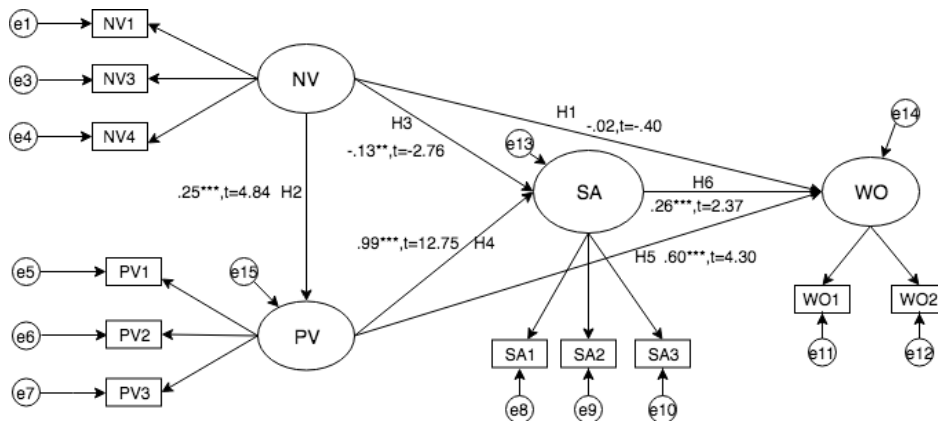 e1
NV1
e3
NV3
e4
NV4
NV
H1
-.02,t=-.40
H3
-.13**,t=-2.76
e13
e14
.25***,t=4.84
H2
SA
H6
.26***,t=2.37
WO
.99***,t=12.75
H4
H5
.60***,t=4.30
e5
PV1
e15
e6
PV2
PV
e7
PV3
WO1
WO2
SA1
SA2
SA3
e11
e12
e8
e9
e10